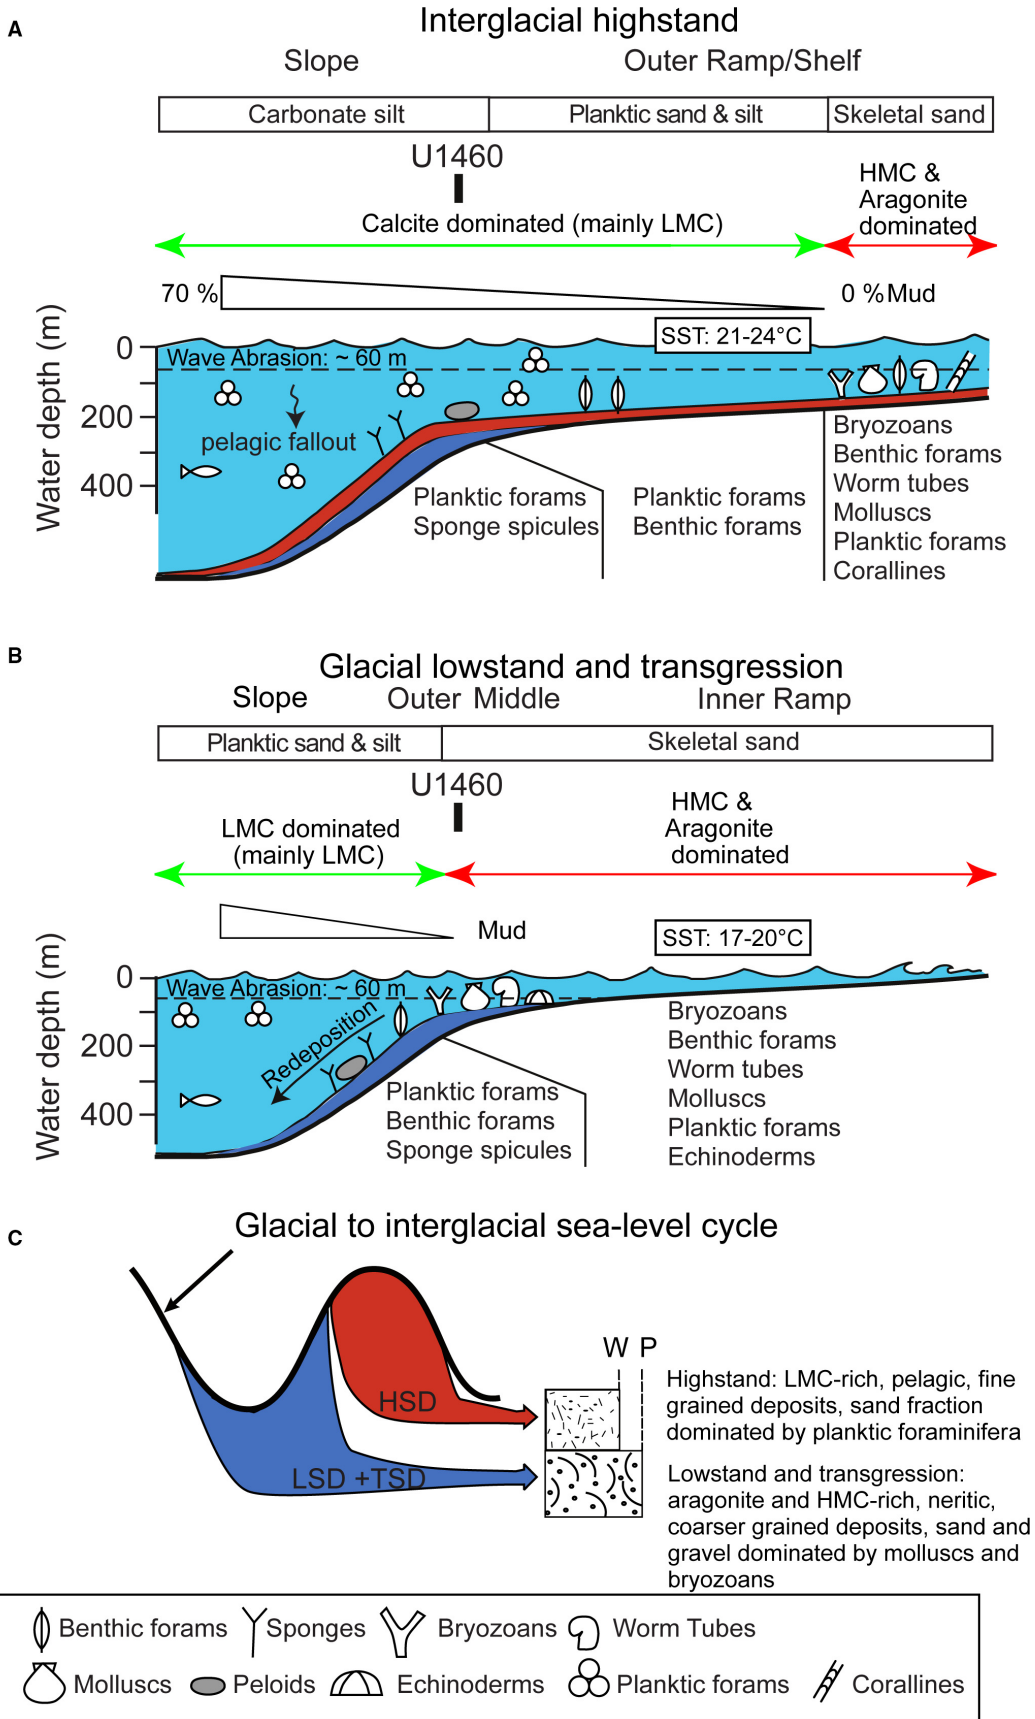 A
Interglacial highstand
Slope
Outer Ramp/Shelf
Carbonate silt
Planktic sand & silt
Skeletal sand
U1460
HMC &
Aragonite
dominated
Calcite dominated (mainly LMC)
70 %
0 % Mud
SST: 21-24°C
Water depth (m)
0
200
400
Wave Abrasion: ~ 60 m
pelagic fallout
Planktic forams
Sponge spicules
Planktic forams
Benthic forams
Bryozoans
Benthic forams
Worm tubes
Molluscs
Planktic forams
Corallines
B
Glacial lowstand and transgression
Slope
Outer
Middle
Inner Ramp
Planktic sand & silt
Skeletal sand
U1460
LMC dominated
(mainly LMC)
HMC &
Aragonite
dominated
Mud
SST: 17-20°C
Water depth (m)
0
200
400
Wave Abrasion: ~ 60 m
Redeposition
Planktic forams
Benthic forams
Sponge spicules
Bryozoans
Benthic forams
Worm tubes
Molluscs
Planktic forams
Echinoderms
C
Glacial to interglacial sea-level cycle
HSD
LSD +TSD
W P
Highstand: LMC-rich, pelagic, fine
grained deposits, sand fraction
dominated by planktic foraminifera
Lowstand and transgression:
aragonite and HMC-rich, neritic,
coarser grained deposits, sand and
gravel dominated by molluscs and
bryozoans
Benthic forams
Sponges
Bryozoans
Worm Tubes
Molluscs
Peloids
Echinoderms
Planktic forams
Corallines